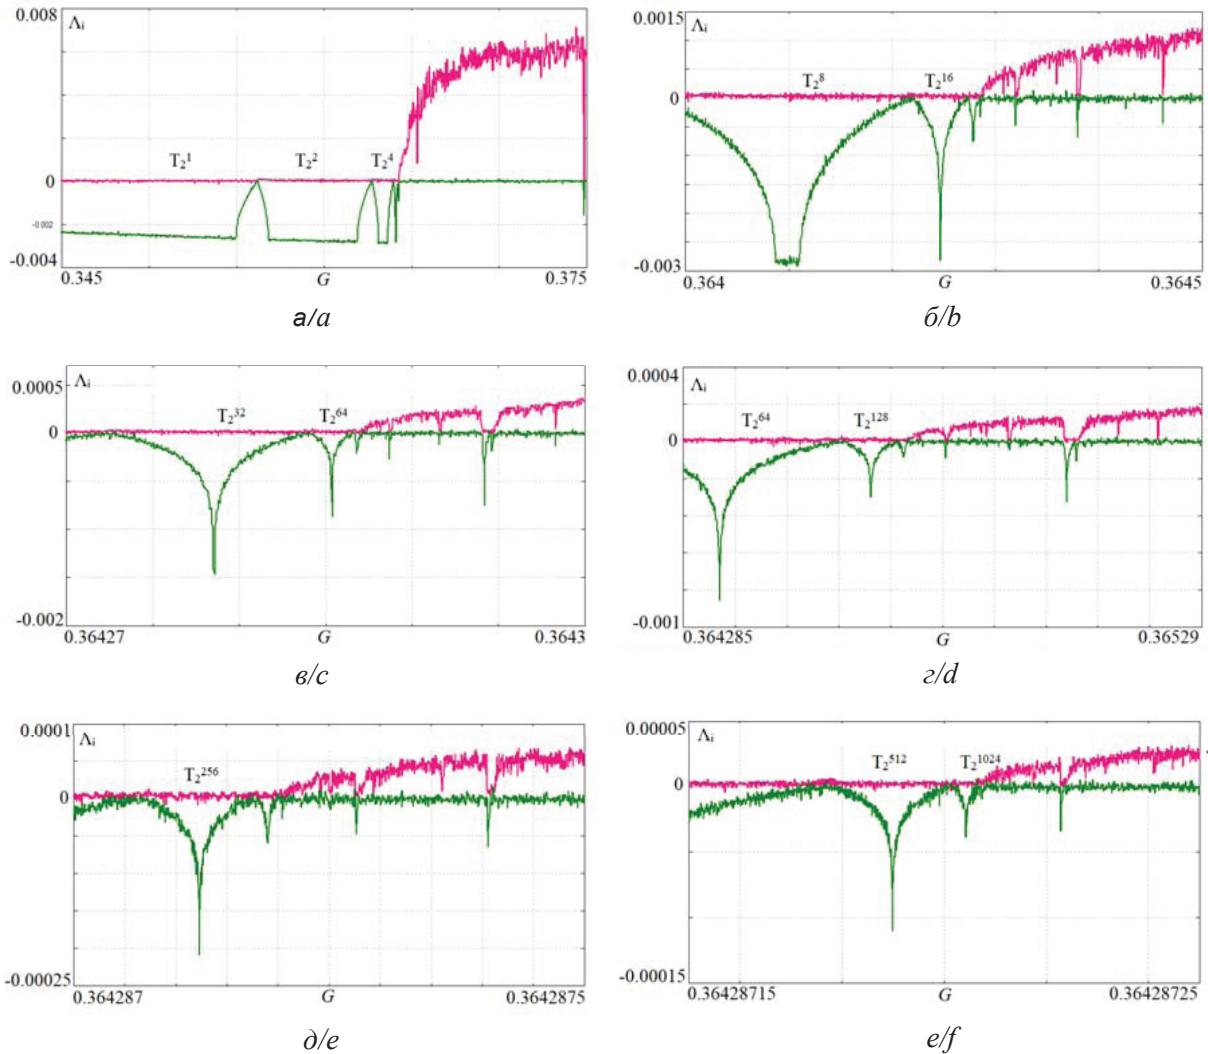 0.008
Λᵢ
T₂¹
T₂²
T₂⁴
0
-0.002
-0.004
0.345
G
0.375
а/a
0.0015
Λᵢ
T₂⁸
T₂¹⁶
0
-0.003
0.364
G
0.3645
б/b
0.0005
Λᵢ
T₂³²
T₂⁶⁴
0
-0.002
0.36427
G
0.3643
в/c
0.0004
Λᵢ
T₂⁶⁴
T₂¹²⁸
0
-0.001
0.364285
G
0.36529
г/d
0.0001
Λᵢ
T₂²⁵⁶
0
-0.00025
0.364287
G
0.3642875
д/e
0.00005
Λᵢ
T₂⁵¹²
T₂¹⁰²⁴
0
-0.00015
0.36428715
G
0.36428725
е/f